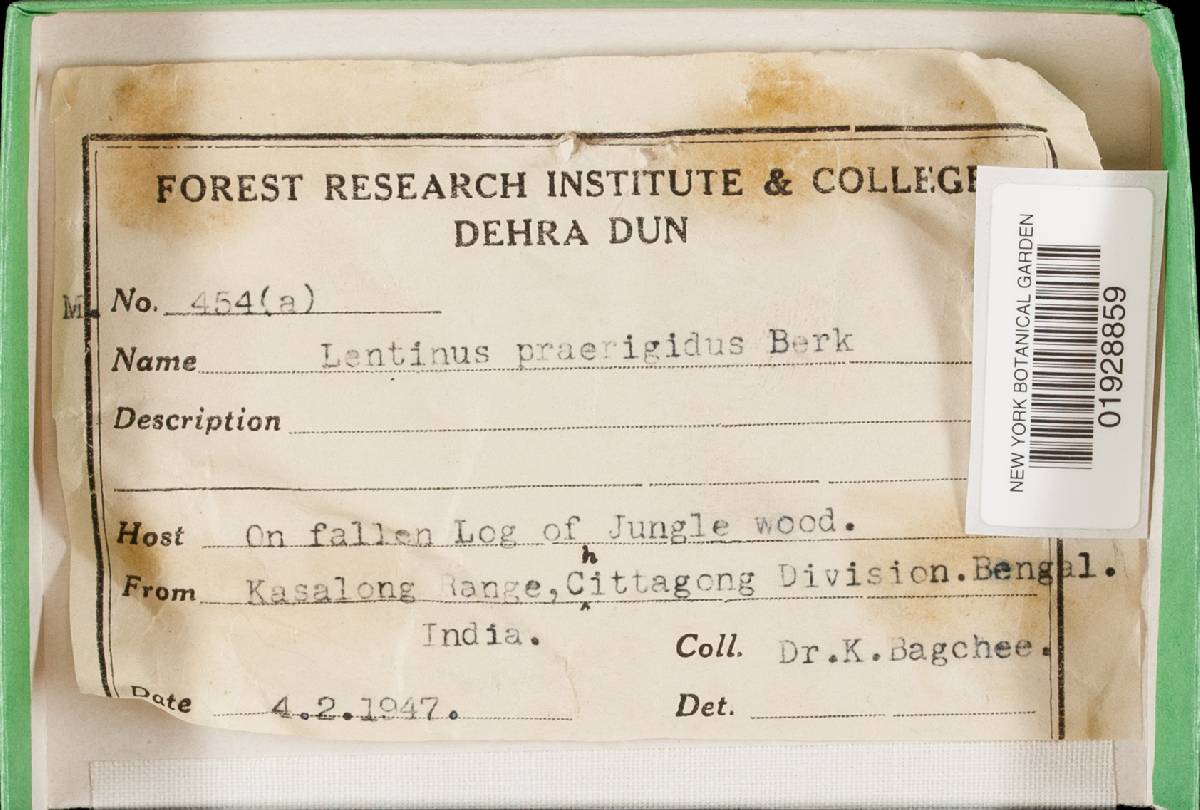 FOREST RESEARCH INSTITUTE & COLLEGE
DEHRA DUN
M. No. 454(a)
Name Lentinus praerigidus Berk
Description
Host On fallen Log of Jungle wood.
From Kasalong Range, Chittagong Division. Bengal.
India. Coll. Dr. K. Bagchee.
Date 4.2.1947. Det.
NEW YORK BOTANICAL GARDEN
01928859